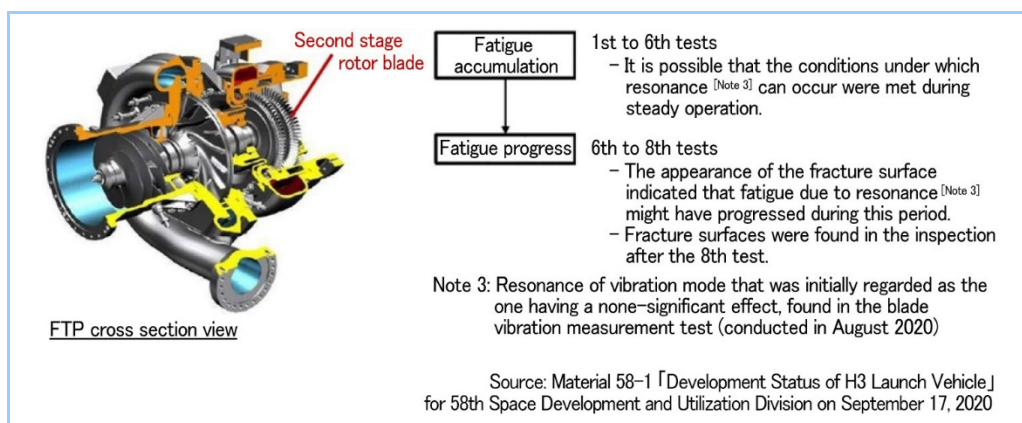 Second stage
rotor blade
FTP cross section view
Fatigue
accumulation
1st to 6th tests
- It is possible that the conditions under which
resonance [Note 3] can occur were met during
steady operation.
Fatigue progress
6th to 8th tests
- The appearance of the fracture surface
indicated that fatigue due to resonance [Note 3]
might have progressed during this period.
- Fracture surfaces were found in the inspection
after the 8th test.
Note 3: Resonance of vibration mode that was initially regarded as the
one having a none-significant effect, found in the blade
vibration measurement test (conducted in August 2020)
Source: Material 58-1 「Development Status of H3 Launch Vehicle」
for 58th Space Development and Utilization Division on September 17, 2020